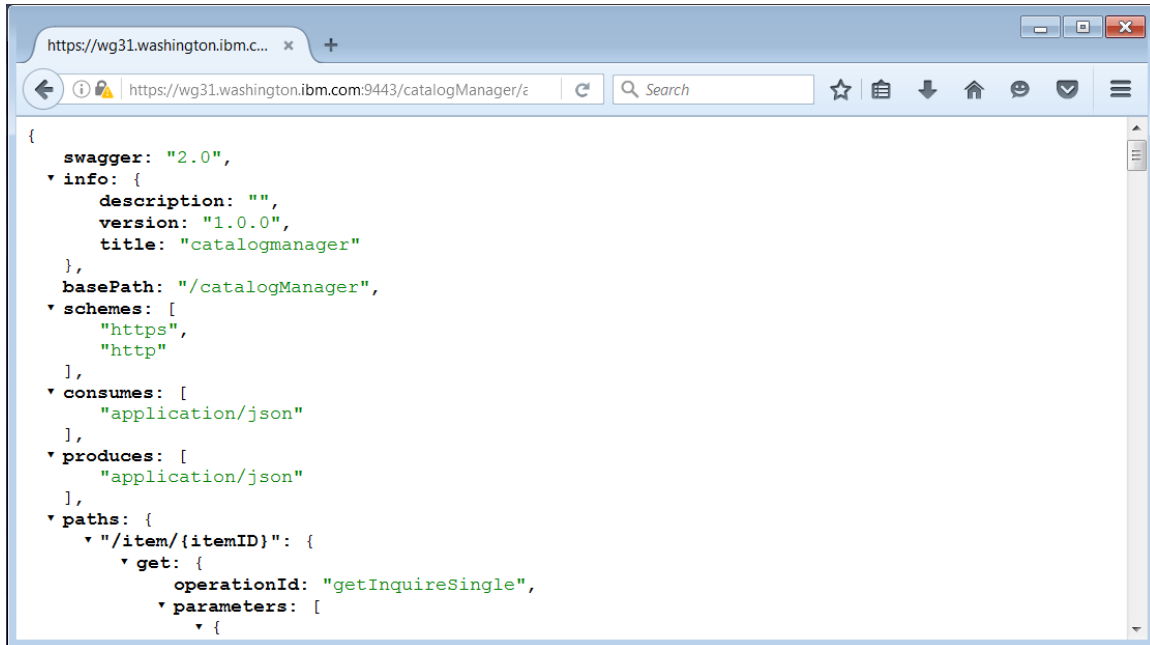 https://wg31.washington.ibm.c...
https://wg31.washington.ibm.com:9443/catalogManager/a
Search
{
swagger: "2.0",
info: {
description: "",
version: "1.0.0",
title: "catalogmanager"
},
basePath: "/catalogManager",
schemes: [
"https",
"http"
],
consumes: [
"application/json"
],
produces: [
"application/json"
],
paths: {
"/item/{itemID}": {
get: {
operationId: "getInquireSingle",
parameters: [
{